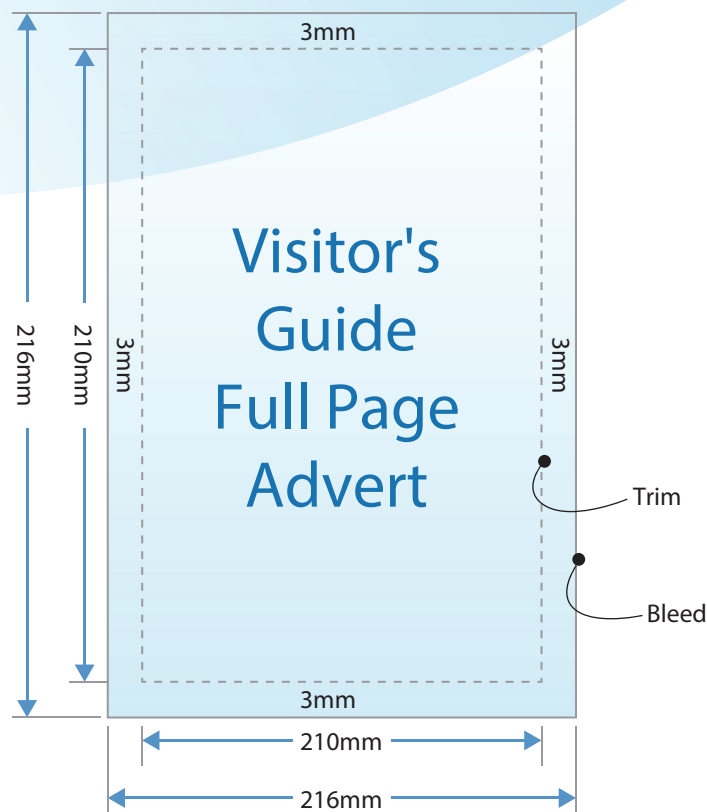 3mm
Visitor's
Guide
Full Page
Advert
216mm
210mm
3mm
3mm
Trim
Bleed
3mm
210mm
216mm